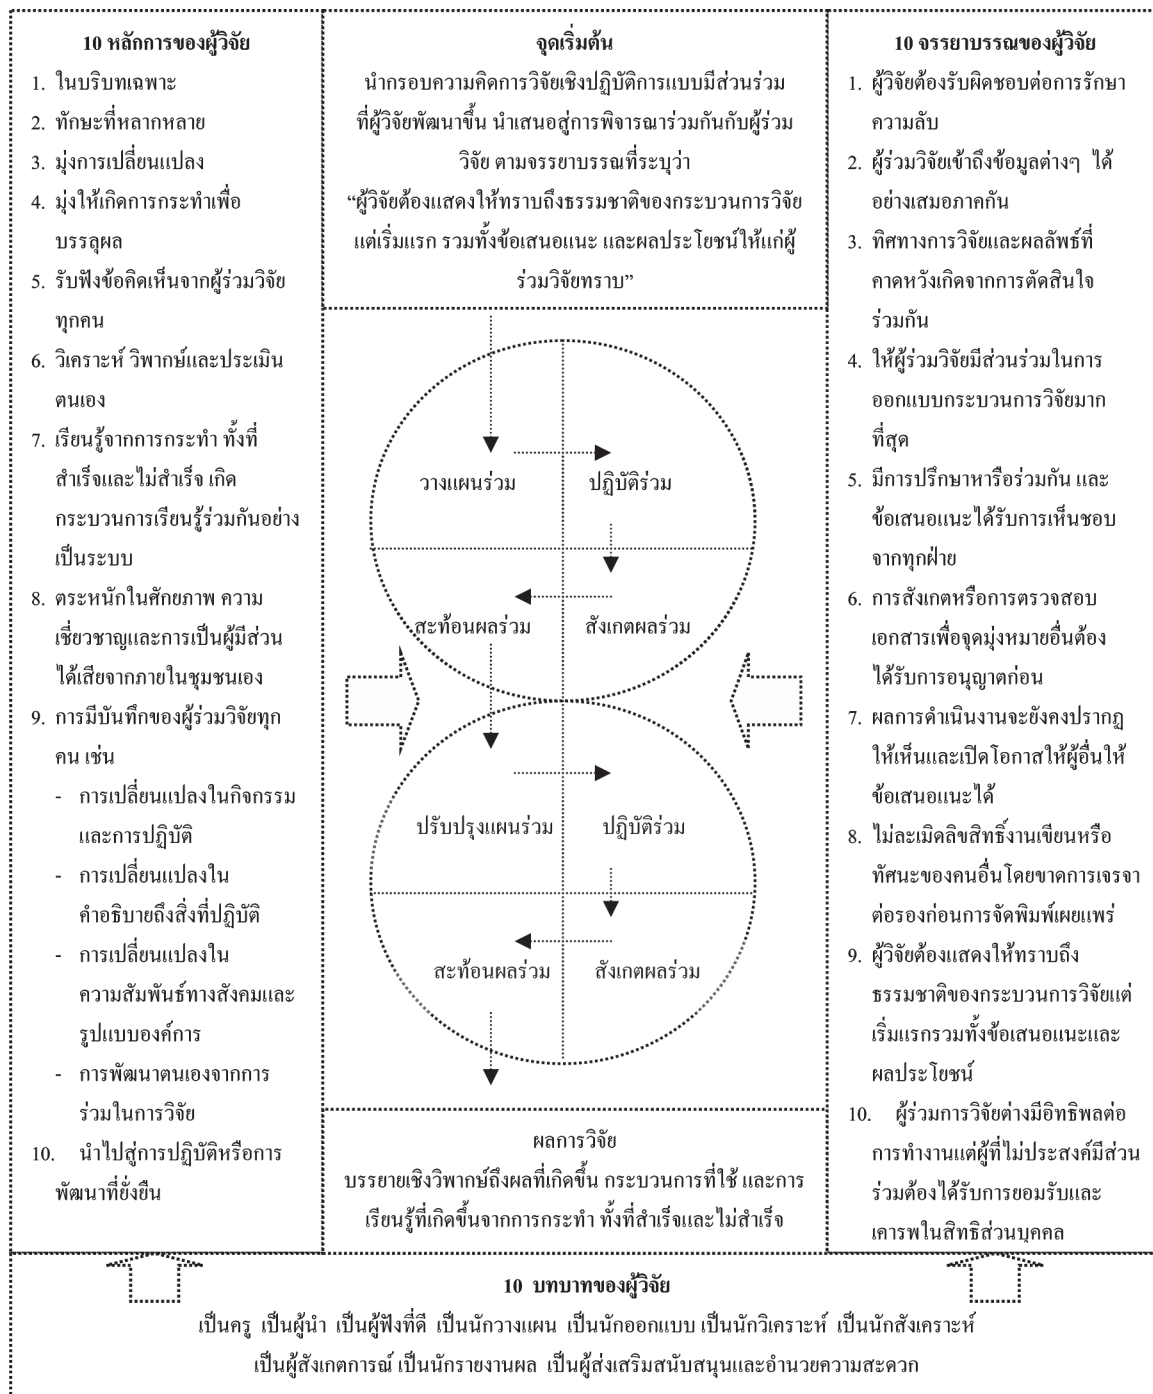 10 หลักการของผู้วิจัย
1. ในบริบทเฉพาะ
2. ทักษะที่หลากหลาย
3. มุ่งการเปลี่ยนแปลง
4. มุ่งให้เกิดการกระทำเพื่อ
บรรลุผล
5. รับฟังข้อคิดเห็นจากผู้ร่วมวิจัย
ทุกคน
6. วิเคราะห์ วิพากษ์และประเมิน
ตนเอง
7. เรียนรู้จากการกระทำ ทั้งที่
สำเร็จและไม่สำเร็จ เกิด
กระบวนการเรียนรู้ร่วมกันอย่าง
เป็นระบบ
8. ตระหนักในศักยภาพ ความ
เชี่ยวชาญและการเป็นผู้มีส่วน
ได้เสียจากภายในชุมชนเอง
9. การมีบันทึกของผู้ร่วมวิจัยทุก
คน เช่น
- การเปลี่ยนแปลงในกิจกรรม
และการปฏิบัติ
- การเปลี่ยนแปลงใน
คำอธิบายถึงสิ่งที่ปฏิบัติ
- การเปลี่ยนแปลงใน
ความสัมพันธ์ทางสังคมและ
รูปแบบองค์การ
- การพัฒนาตนเองจากการ
ร่วมในการวิจัย
10. นำไปสู่การปฏิบัติหรือการ
พัฒนาที่ยั่งยืน
จุดเริ่มต้น
นำกรอบความคิดการวิจัยเชิงปฏิบัติการแบบมีส่วนร่วม
ที่ผู้วิจัยพัฒนาขึ้น นำเสนอสู่การพิจารณาร่วมกันกับผู้ร่วม
วิจัย ตามจรรยาบรรณที่ระบุว่า
“ผู้วิจัยต้องแสดงให้ทราบถึงธรรมชาติของกระบวนการวิจัย
แต่เริ่มแรก รวมทั้งข้อเสนอแนะ และผลประโยชน์ให้แก่ผู้
ร่วมวิจัยทราบ”
วางแผนร่วม ปฏิบัติร่วม
สะท้อนผลร่วม สังเกตผลร่วม
ปรับปรุงแผนร่วม ปฏิบัติร่วม
สะท้อนผลร่วม สังเกตผลร่วม
ผลการวิจัย
บรรยายเชิงวิพากษ์ถึงผลที่เกิดขึ้น กระบวนการที่ใช้ และการ
เรียนรู้ที่เกิดขึ้นจากการกระทำ ทั้งที่สำเร็จและไม่สำเร็จ
10 จรรยาบรรณของผู้วิจัย
1. ผู้วิจัยต้องรับผิดชอบต่อการรักษา
ความลับ
2. ผู้ร่วมวิจัยเข้าถึงข้อมูลต่างๆ ได้
อย่างเสมอภาคกัน
3. ทิศทางการวิจัยและผลลัพธ์ที่
คาดหวังเกิดจากการตัดสินใจ
ร่วมกัน
4. ให้ผู้ร่วมวิจัยมีส่วนร่วมในการ
ออกแบบกระบวนการวิจัยมาก
ที่สุด
5. มีการปรึกษาหารือร่วมกัน และ
ข้อเสนอแนะได้รับการเห็นชอบ
จากทุกฝ่าย
6. การสังเกตหรือการตรวจสอบ
เอกสารเพื่อจุดมุ่งหมายอื่นต้อง
ได้รับการอนุญาตก่อน
7. ผลการดำเนินงานจะยังคงปรากฏ
ให้เห็นและเปิดโอกาสให้ผู้อื่นให้
ข้อเสนอแนะได้
8. ไม่ละเมิดลิขสิทธิ์งานเขียนหรือ
ทัศนะของคนอื่นโดยขาดการเจรจา
ต่อรองก่อนการจัดพิมพ์เผยแพร่
9. ผู้วิจัยต้องแสดงให้ทราบถึง
ธรรมชาติของกระบวนการวิจัยแต่
เริ่มแรกรวมทั้งข้อเสนอแนะและ
ผลประโยชน์
10. ผู้ร่วมการวิจัยต่างมีอิทธิพลต่อ
การทำงานแต่ผู้ที่ไม่ประสงค์มีส่วน
ร่วมต้องได้รับการยอมรับและ
เคารพในสิทธิส่วนบุคคล
10 บทบาทของผู้วิจัย
เป็นครู เป็นผู้นำ เป็นผู้ฟังที่ดี เป็นนักวางแผน เป็นนักออกแบบ เป็นนักวิเคราะห์ เป็นนักสังเคราะห์
เป็นผู้สังเกตการณ์ เป็นนักรายงานผล เป็นผู้ส่งเสริมสนับสนุนและอำนวยความสะดวก